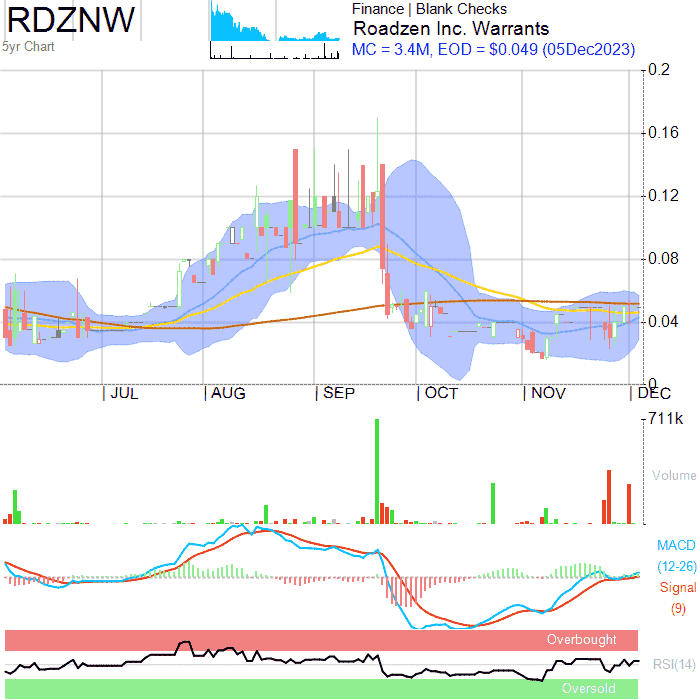 RDZNW
5yr Chart
Finance | Blank Checks
Roadzen Inc. Warrants
MC = 3.4M, EOD = $0.049 (05Dec2023)
0.2
0.16
0.12
0.08
0.04
0
JUL AUG SEP OCT NOV DEC
711k
Volume
MACD
(12-26)
Signal
(9)
Overbought
RSI(14)
Oversold